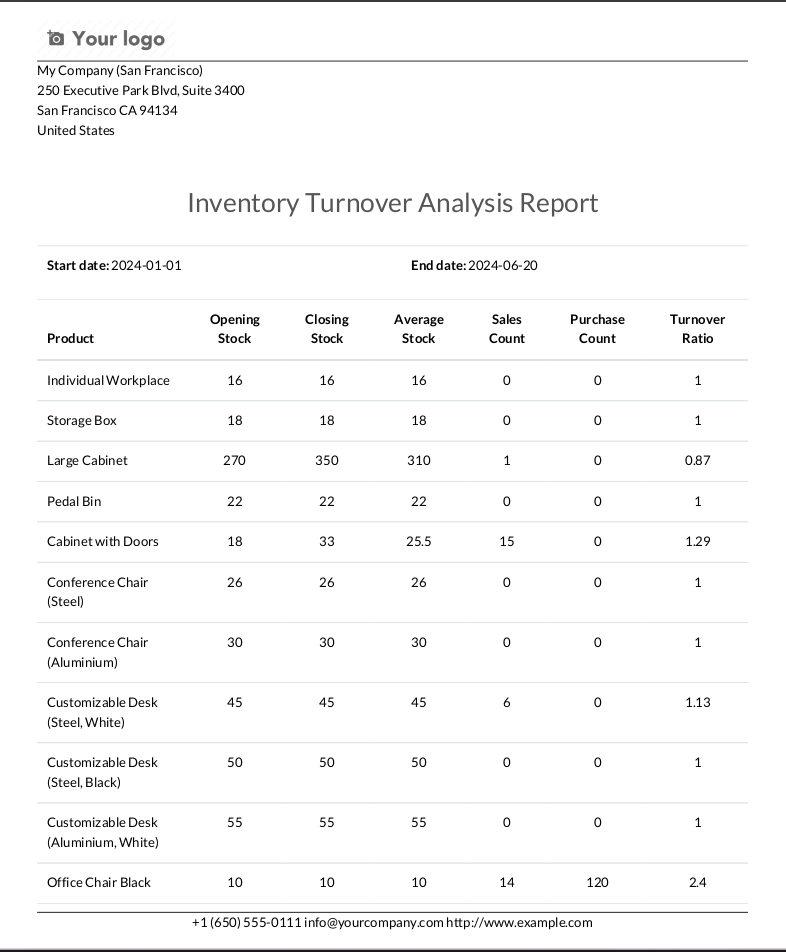 Your logo
My Company (San Francisco)
250 Executive Park Blvd, Suite 3400
San Francisco CA 94134
United States
Inventory Turnover Analysis Report
Start date: 2024-01-01 End date: 2024-06-20
Product Opening Stock Closing Stock Average Stock Sales Count Purchase Count Turnover Ratio
Individual Workplace 16 16 16 0 0 1
Storage Box 18 18 18 0 0 1
Large Cabinet 270 350 310 1 0 0.87
Pedal Bin 22 22 22 0 0 1
Cabinet with Doors 18 33 25.5 15 0 1.29
Conference Chair 26 26 26 0 0 1
(Steel)
Conference Chair 30 30 30 0 0 1
(Aluminium)
Customizable Desk 45 45 45 6 0 1.13
(Steel, White)
Customizable Desk 50 50 50 0 0 1
(Steel, Black)
Customizable Desk 55 55 55 0 0 1
(Aluminium, White)
Office Chair Black 10 10 10 14 120 2.4
+1 (650) 555-0111 info@yourcompany.com http://www.example.com